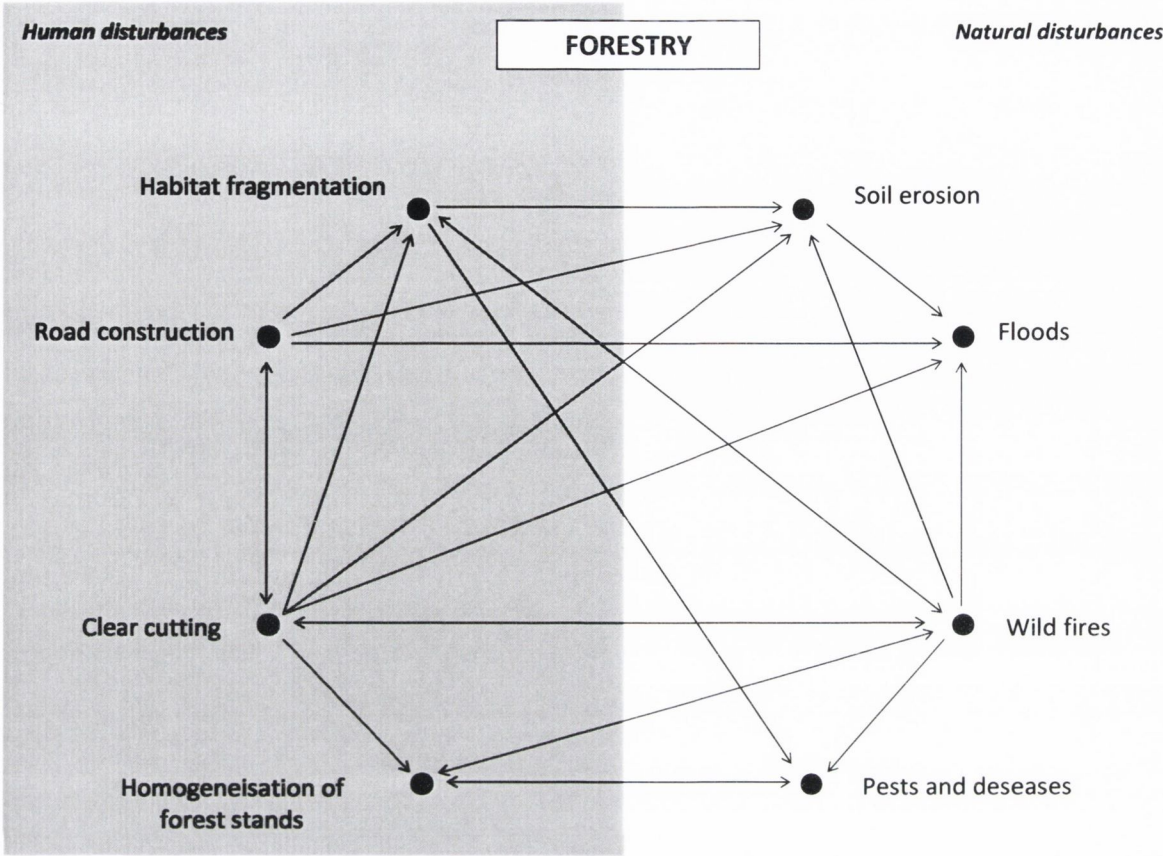 Human disturbances
FORESTRY
Natural disturbances
Habitat fragmentation
Soil erosion
Road construction
Floods
Clear cutting
Wild fires
Homogeneisation of
forest stands
Pests and deseases